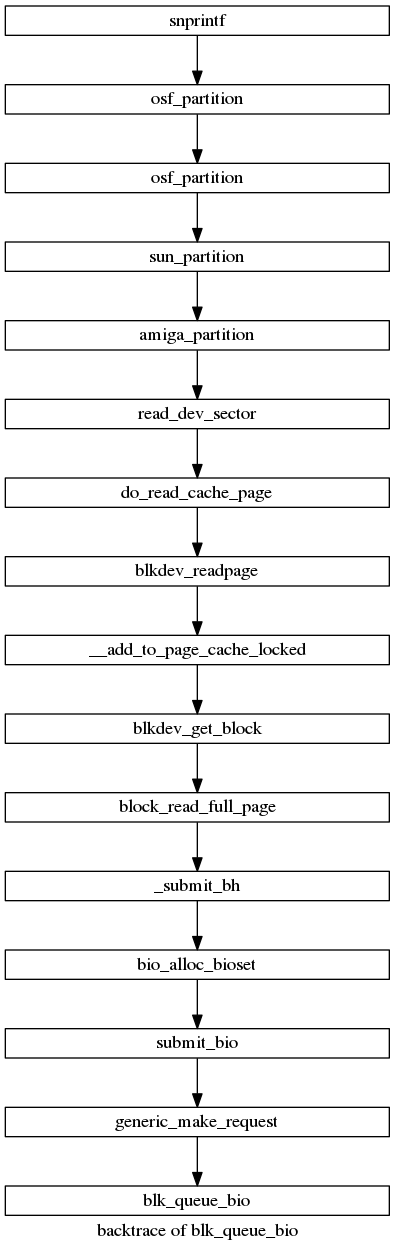 snprintf
osf_partition
osf_partition
sun_partition
amiga_partition
read_dev_sector
do_read_cache_page
blkdev_readpage
__add_to_page_cache_locked
blkdev_get_block
block_read_full_page
_submit_bh
bio_alloc_bioset
submit_bio
generic_make_request
blk_queue_bio
backtrace of blk_queue_bio